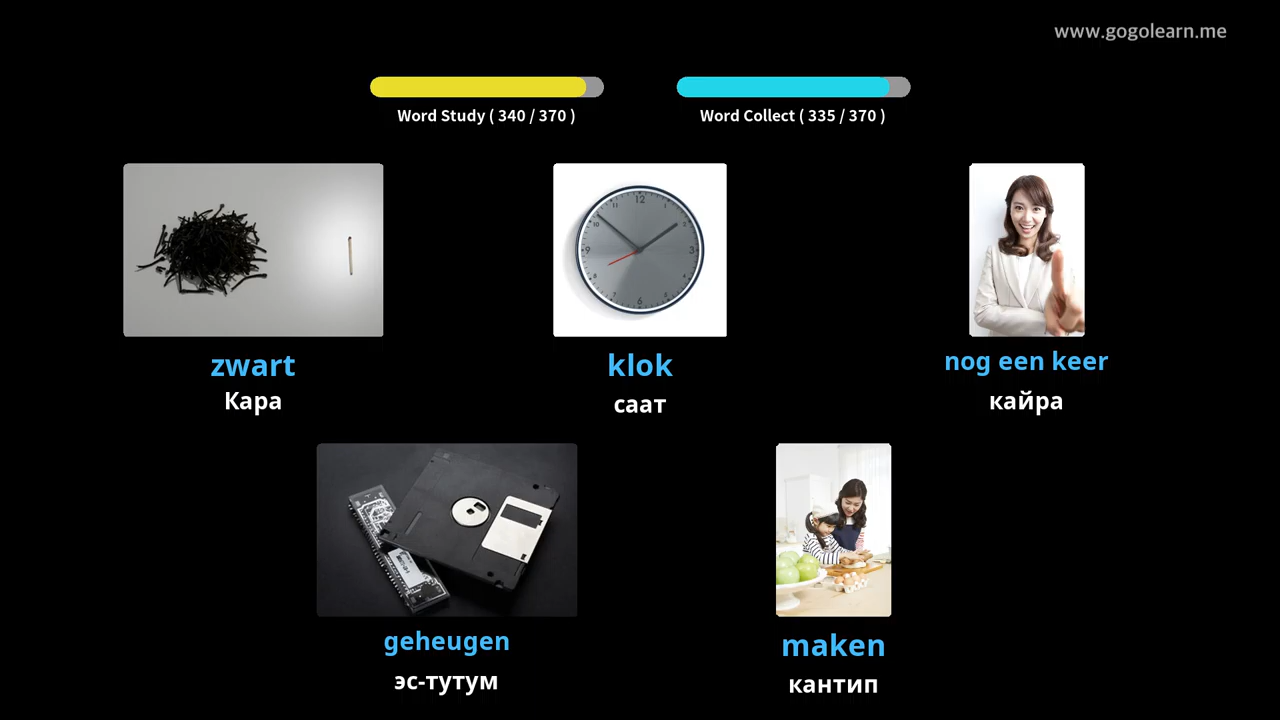 www.gogolearn.me
Word Study ( 340 / 370 )
Word Collect ( 335 / 370 )
zwart
Кара
klok
саат
nog een keer
кайра
geheugen
эс-тутум
maken
кантип